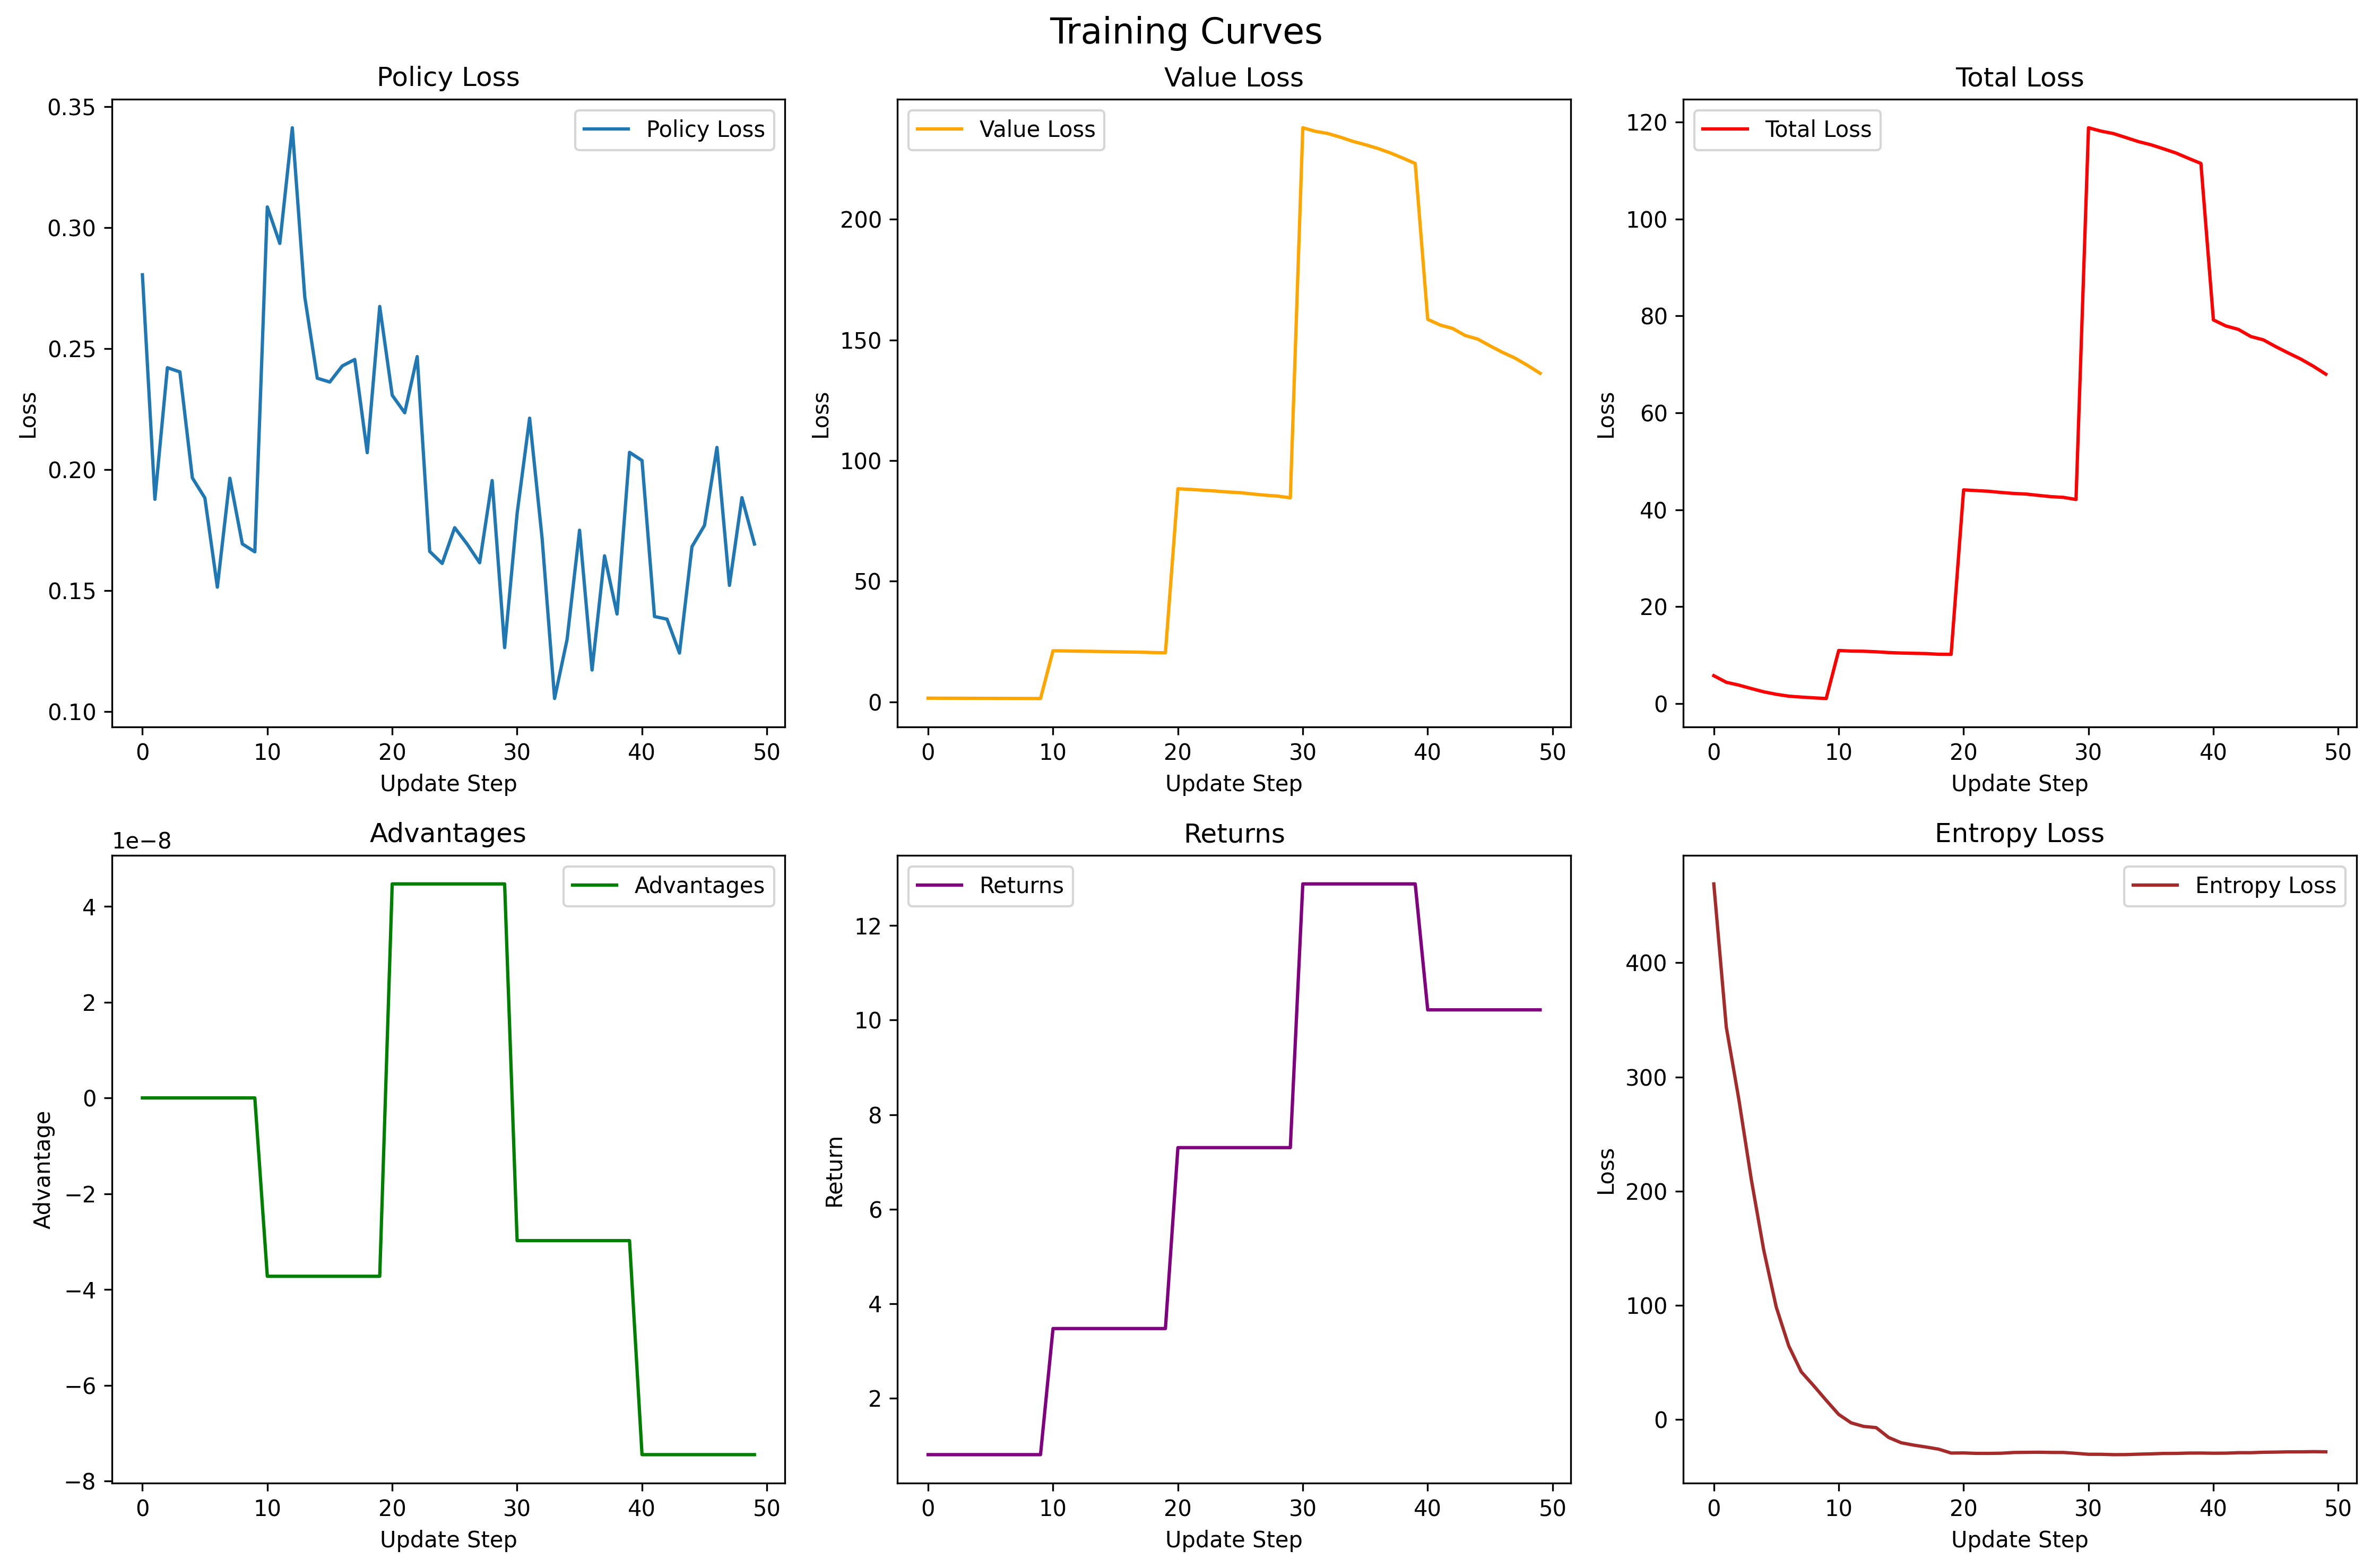 Training Curves
Policy Loss
Value Loss
Total Loss
0.35
0.30
0.25
0.20
0.15
0.10
Loss
Policy Loss
0
10
20
30
40
50
Update Step
200
150
100
50
0
Loss
Value Loss
0
10
20
30
40
50
Update Step
120
100
80
60
40
20
0
Loss
Total Loss
0
10
20
30
40
50
Update Step
Advantages
Returns
Entropy Loss
1e−8
4
2
0
−2
−4
−6
−8
Advantage
Advantages
0
10
20
30
40
50
Update Step
12
10
8
6
4
2
Return
Returns
0
10
20
30
40
50
Update Step
400
300
200
100
0
Loss
Entropy Loss
0
10
20
30
40
50
Update Step